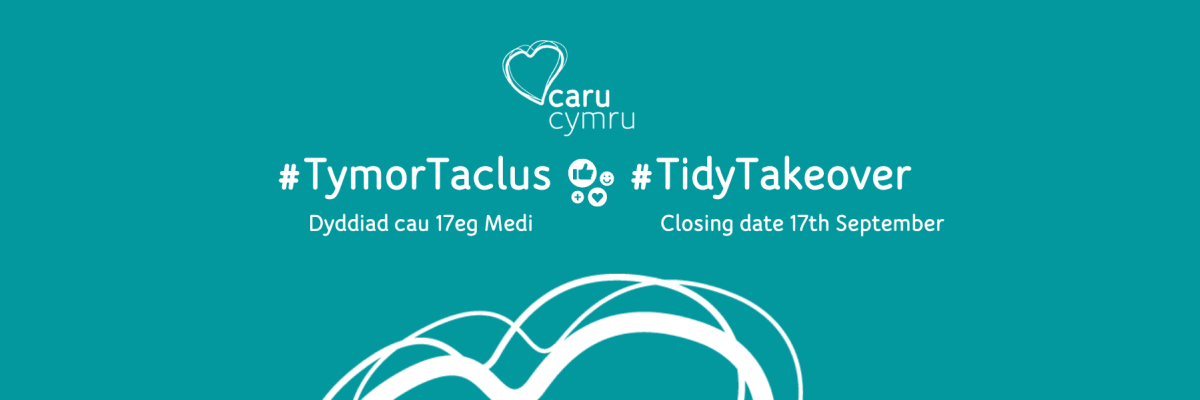 caru
cymru
#TymorTaclus #TidyTakeover
Dyddiad cau 17eg Medi Closing date 17th September